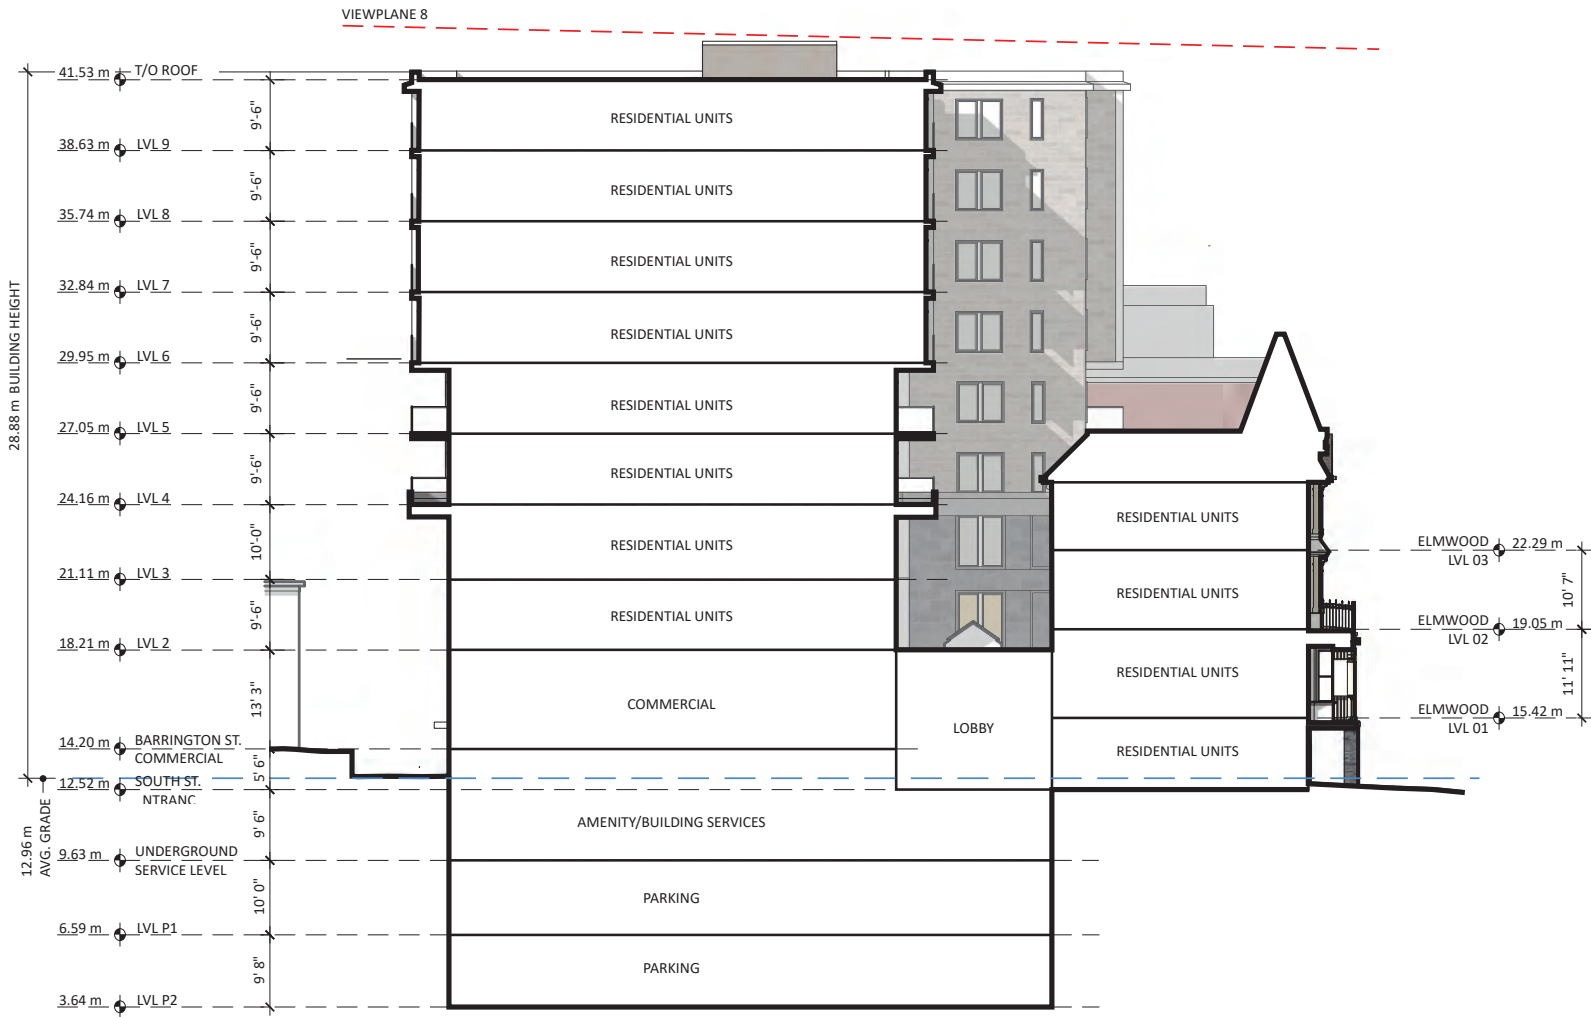 VIEWPLANE 8
41.53 m T/O ROOF
9'-6"
RESIDENTIAL UNITS
38.63 m LVL 9
9'-6"
RESIDENTIAL UNITS
35.74 m LVL 8
9'-6"
RESIDENTIAL UNITS
32.84 m LVL 7
9'-6"
RESIDENTIAL UNITS
29.95 m LVL 6
9'-6"
RESIDENTIAL UNITS
27.05 m LVL 5
9'-6"
RESIDENTIAL UNITS
24.16 m LVL 4
10'-0"
RESIDENTIAL UNITS
21.11 m LVL 3
9'-6"
RESIDENTIAL UNITS
18.21 m LVL 2
13' 3"
COMMERCIAL
14.20 m BARRINGTON ST.
COMMERCIAL
5' 6"
12.52 m SOUTH ST.
NTRANC
9' 6"
AMENITY/BUILDING SERVICES
9.63 m UNDERGROUND
SERVICE LEVEL
10' 0"
PARKING
6.59 m LVL P1
9' 8"
PARKING
3.64 m LVL P2
28.88 m BUILDING HEIGHT
12.96 m
AVG. GRADE
LOBBY
RESIDENTIAL UNITS
RESIDENTIAL UNITS
RESIDENTIAL UNITS
RESIDENTIAL UNITS
ELMWOOD 22.29 m
LVL 03
10' 7"
ELMWOOD 19.05 m
LVL 02
11' 11"
ELMWOOD 15.42 m
LVL 01